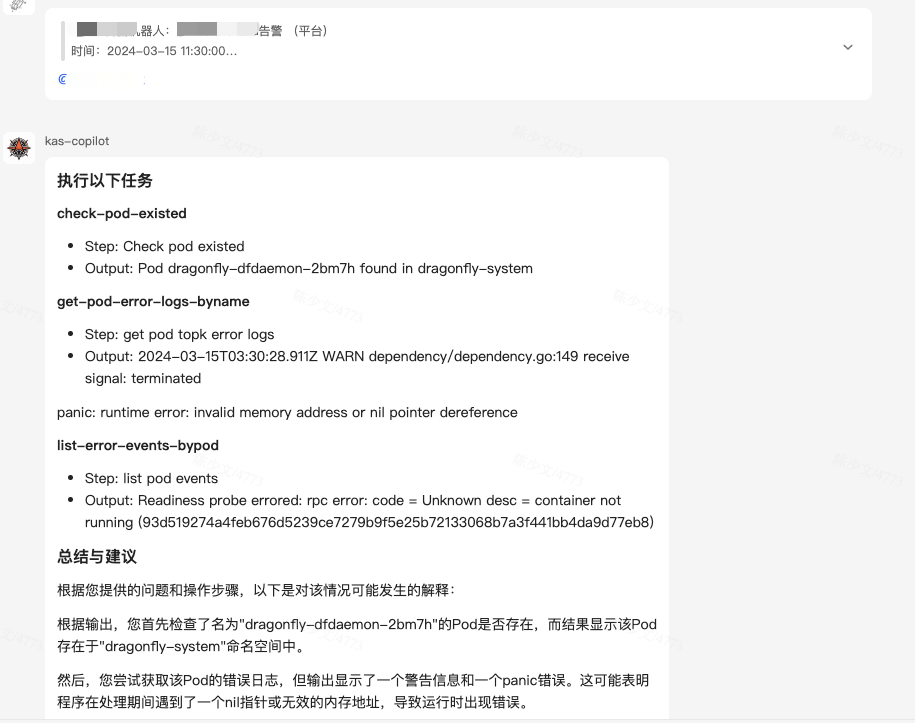 机器人： 告警 （平台）
时间： 2024-03-15 11:30:00...
@
kas-copilot
执行以下任务
check-pod-existed
• Step: Check pod existed
• Output: Pod dragonfly-dfdaemon-2bm7h found in dragonfly-system
get-pod-error-logs-byname
• Step: get pod topk error logs
• Output: 2024-03-15T03:30:28.911Z WARN dependency/dependency.go:149 receive
signal: terminated
panic: runtime error: invalid memory address or nil pointer dereference
list-error-events-bypod
• Step: list pod events
• Output: Readiness probe errored: rpc error: code = Unknown desc = container not
running (93d519274a4feb676d5239ce7279b9f5e25b72133068b7a3f441bb4da9d77eb8)
总结与建议
根据您提供的问题和操作步骤，以下是对该情况可能发生的解释：
根据输出，您首先检查了名为"dragonfly-dfdaemon-2bm7h"的Pod是否存在，而结果显示该Pod
存在于"dragonfly-system"命名空间中。
然后，您尝试获取该Pod的错误日志，但输出显示了一个警告信息和一个panic错误。这可能表明
程序在处理期间遇到了一个nil指针或无效的内存地址，导致运行时出现错误。